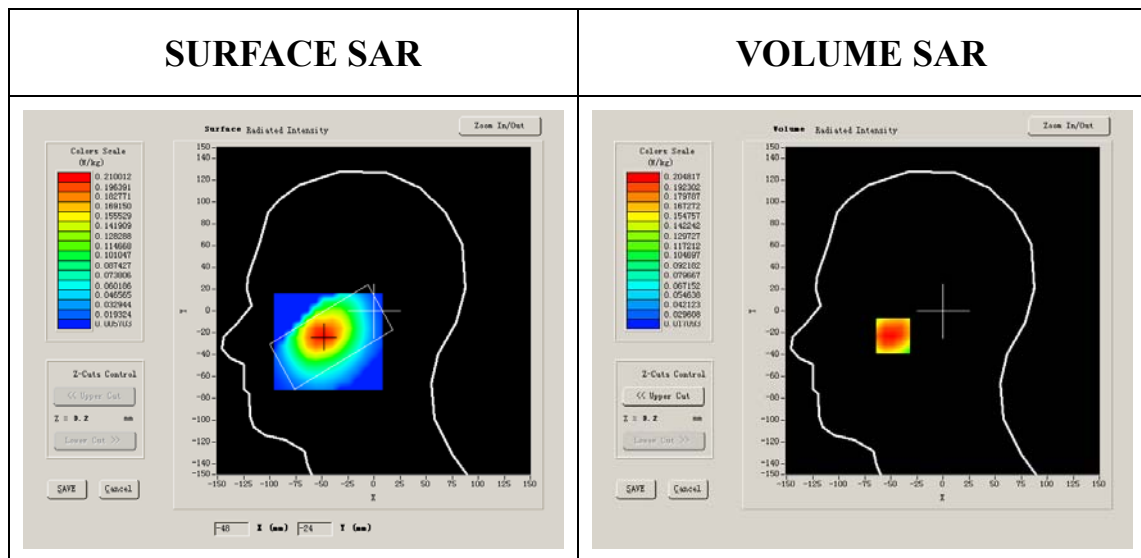 SURFACE SAR
VOLUME SAR
Surface Radiated Intensity
Zoom In/Out
Colors Scale
(W/kg)
0.210012
0.196391
0.182771
0.169150
0.155529
0.141909
0.128288
0.114668
0.101047
0.087427
0.073806
0.060186
0.046565
0.032944
0.019324
0.005703
150
140
120
100
80
60
40
20
0
-20
-40
-60
-80
-100
-120
-140
-150
Y
-150 -125 -100 -75 -50 -25 0 25 50 75 100 125 150
X
Z-Cuts Control
<< Upper Cut
Lower Cut >>
SAVE
Cancel
-48 X (mm) -24 Y (mm)
Volume Radiated Intensity
Zoom In/Out
Colors Scale
(W/kg)
0.204817
0.192302
0.179787
0.167272
0.154757
0.142242
0.129727
0.117212
0.104697
0.092182
0.079667
0.067152
0.054638
0.042123
0.029608
0.017093
150
140
120
100
80
60
40
20
0
-20
-40
-60
-80
-100
-120
-140
-150
Y
-150 -125 -100 -75 -50 -25 0 25 50 75 100 125 150
X
Z-Cuts Control
<< Upper Cut
Lower Cut >>
SAVE
Cancel